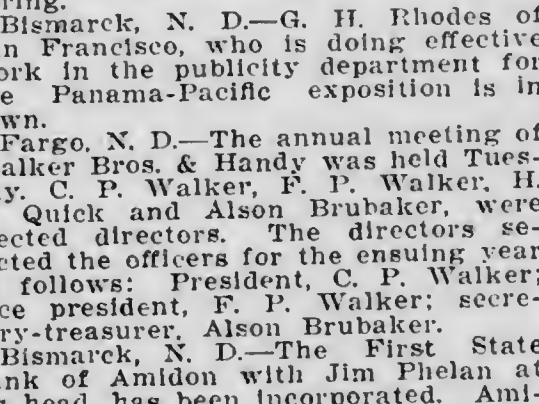 ring.
Bismarck, N. D.—G. H. Rhodes of
n Francisco, who is doing effective
ork in the publicity department for
e Panama-Pacific exposition is in
wn.
Fargo, N. D.—The annual meeting of
alker Bros. & Handy was held Tues-
y. C. P. Walker, F. P. Walker, H.
Quick and Alson Brubaker, were
ected directors. The directors se-
cted the officers for the ensuing year
follows: President, C. P. Walker;
ce president, F. P. Walker; secre-
ry-treasurer, Alson Brubaker.
Bismarck, N. D.—The First State
nk of Amidon with Jim Phelan at
head, has been incorporated. Ami-